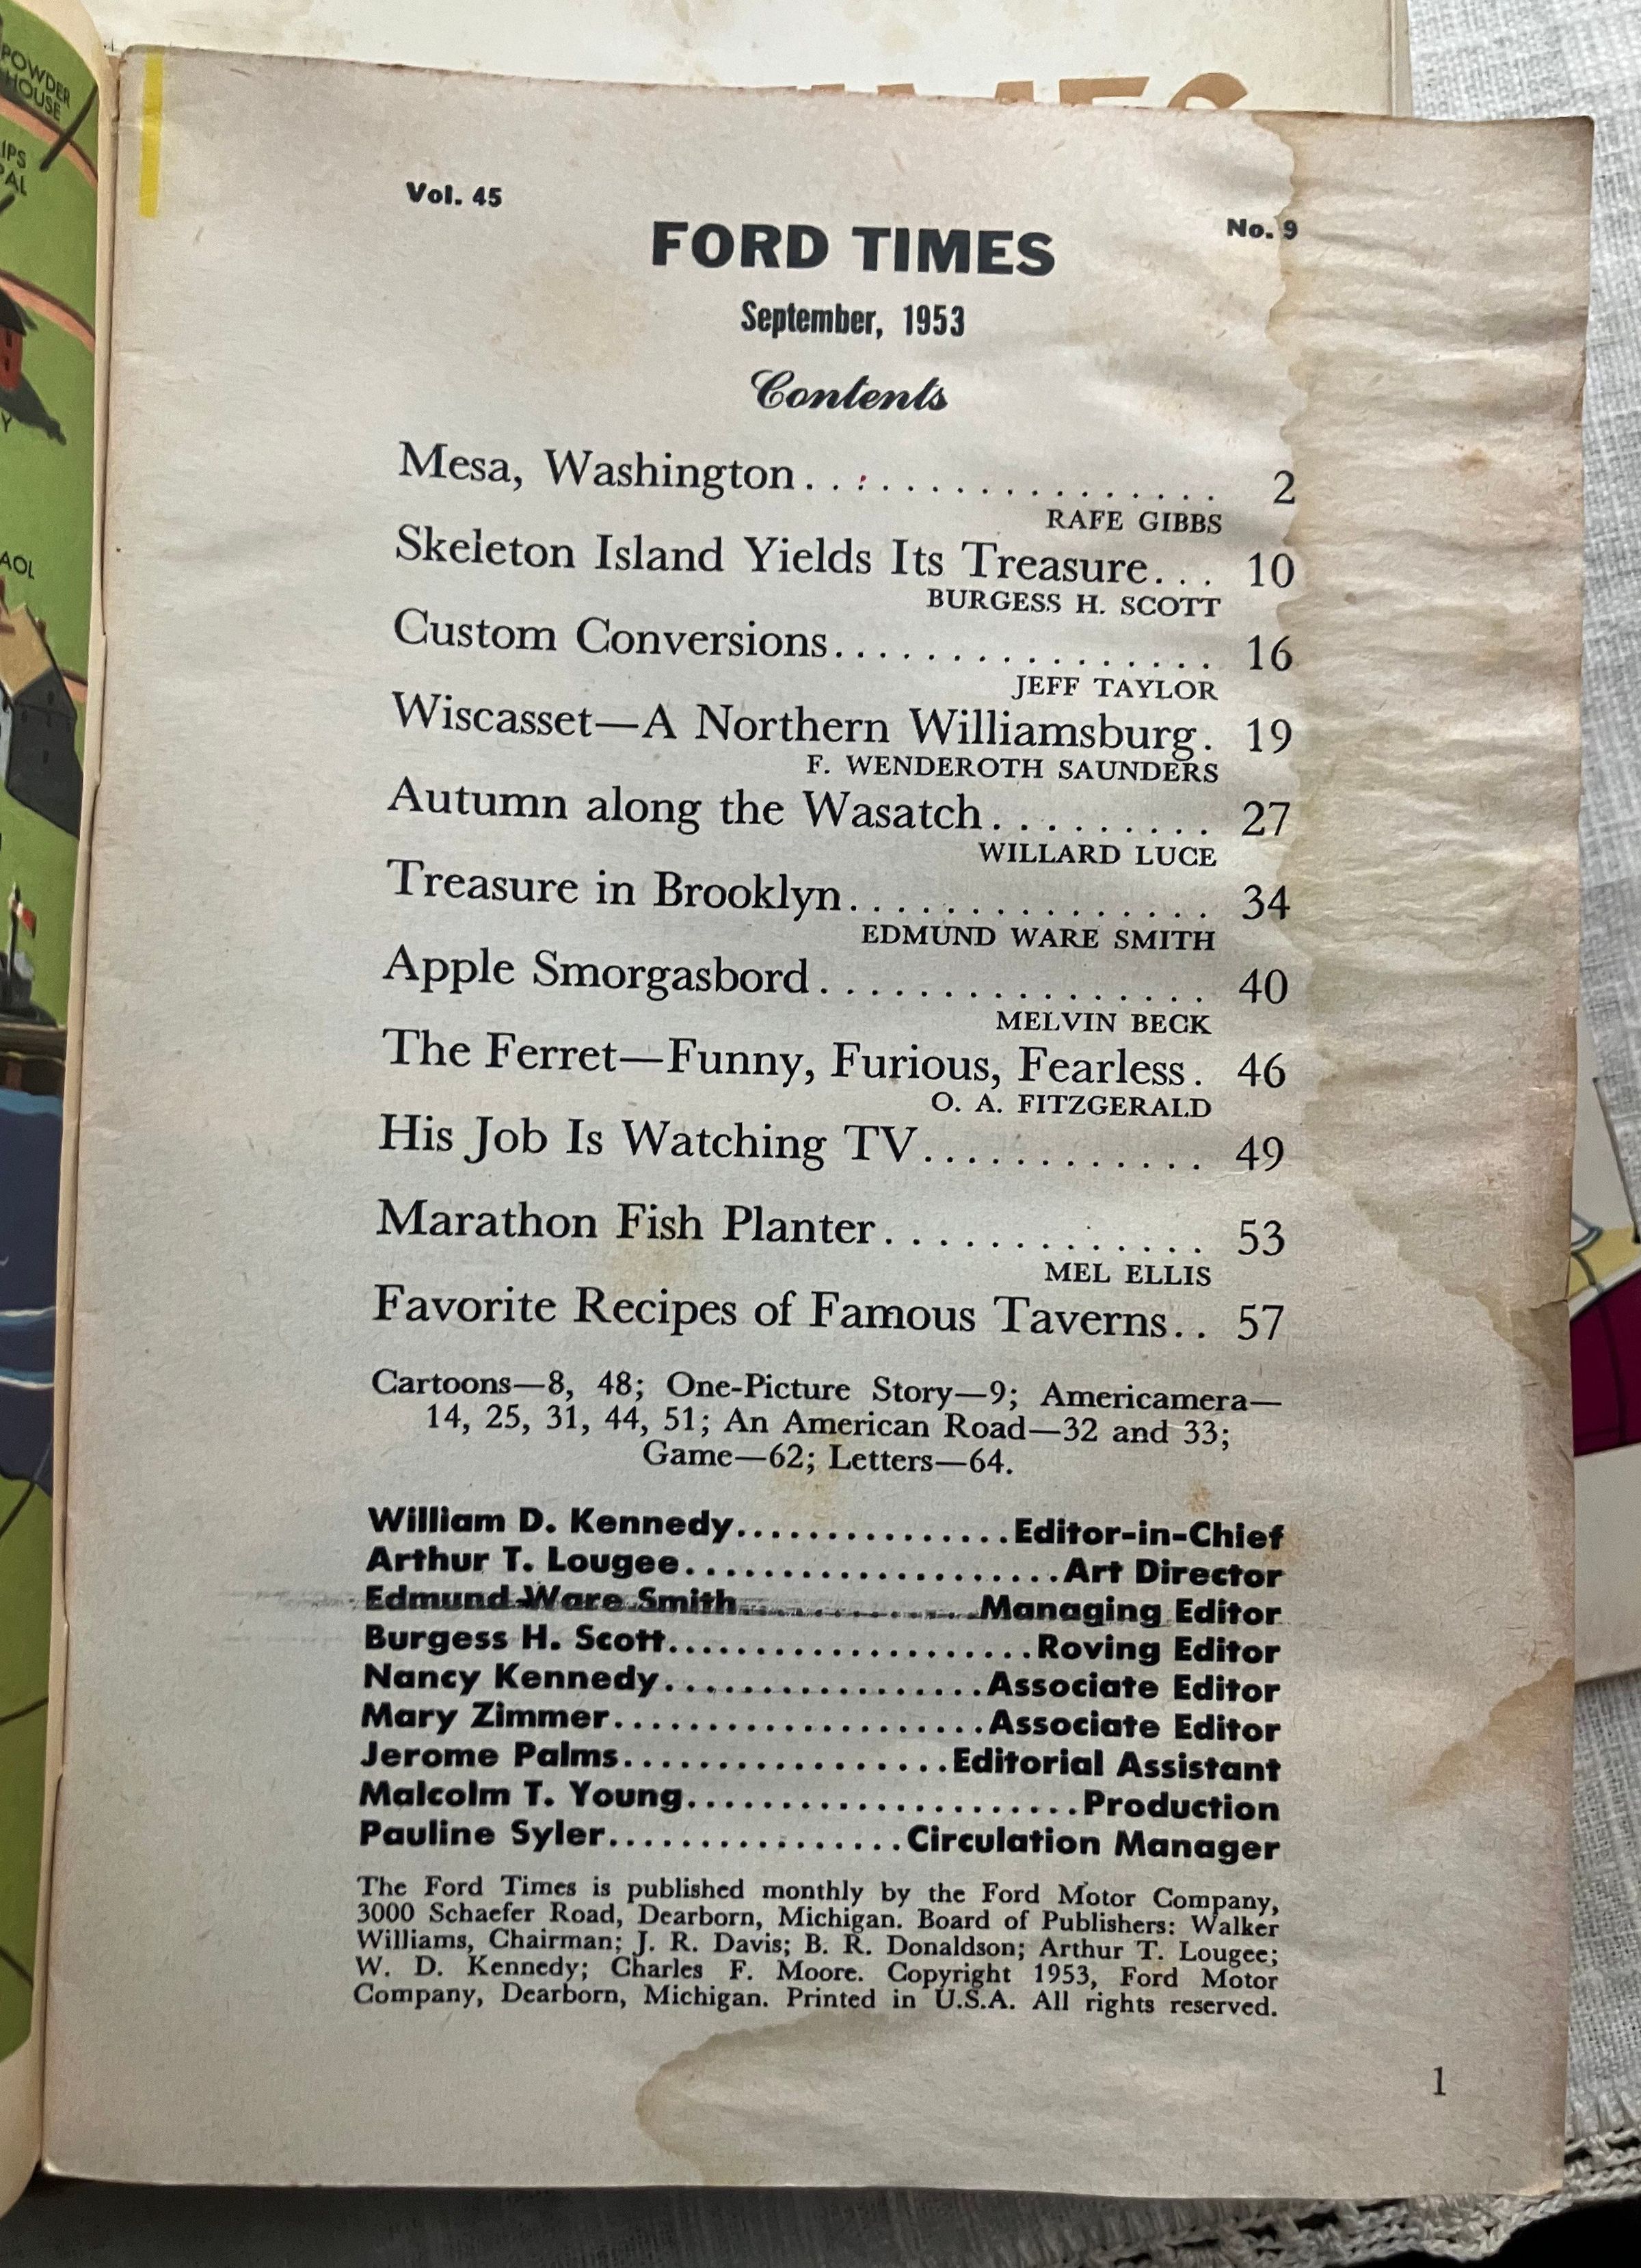 POWDER
HOUSE
IPS
PAL
Y
AOL
Vol. 45
No. 9
FORD TIMES
September, 1953
Contents
Mesa, Washington . . . . . . . . . . . . . . . . . 2
RAFE GIBBS
Skeleton Island Yields Its Treasure . . . 10
BURGESS H. SCOTT
Custom Conversions . . . . . . . . . . . . . . . . 16
JEFF TAYLOR
Wiscasset—A Northern Williamsburg . 19
F. WENDEROTH SAUNDERS
Autumn along the Wasatch . . . . . . . . . 27
WILLARD LUCE
Treasure in Brooklyn . . . . . . . . . . . . . . . 34
EDMUND WARE SMITH
Apple Smorgasbord . . . . . . . . . . . . . . . . 40
MELVIN BECK
The Ferret—Funny, Furious, Fearless . 46
O. A. FITZGERALD
His Job Is Watching TV . . . . . . . . . . . . 49
Marathon Fish Planter . . . . . . . . . . . . . 53
MEL ELLIS
Favorite Recipes of Famous Taverns . . 57
Cartoons—8, 48; One-Picture Story—9; Americamera—
14, 25, 31, 44, 51; An American Road—32 and 33;
Game—62; Letters—64.
William D. Kennedy...............Editor-in-Chief
Arthur T. Lougee....................Art Director
Edmund Ware Smith.............Managing Editor
Burgess H. Scott...................Roving Editor
Nancy Kennedy.................Associate Editor
Mary Zimmer....................Associate Editor
Jerome Palms.................Editorial Assistant
Malcolm T. Young.....................Production
Pauline Syler................Circulation Manager
The Ford Times is published monthly by the Ford Motor Company,
3000 Schaefer Road, Dearborn, Michigan. Board of Publishers: Walker
Williams, Chairman; J. R. Davis; B. R. Donaldson; Arthur T. Lougee;
W. D. Kennedy; Charles F. Moore. Copyright 1953, Ford Motor
Company, Dearborn, Michigan. Printed in U.S.A. All rights reserved.
1